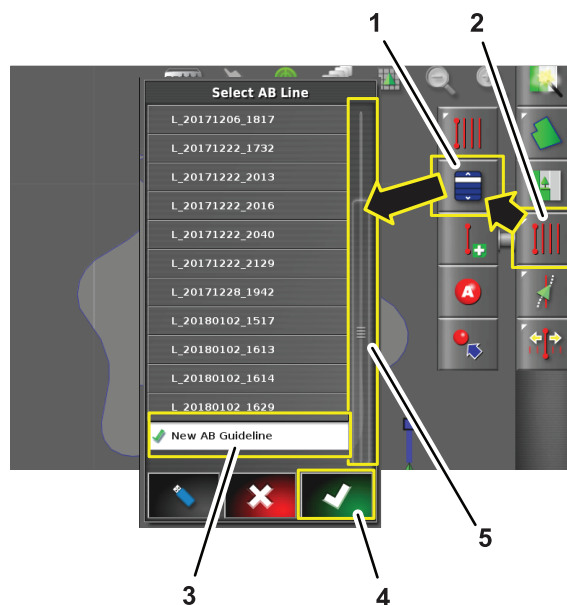 1
2
Select AB Line
L_20171206_1817
L_20171222_1732
L_20171222_2013
L_20171222_2016
L_20171222_2040
L_20171222_2129
L_20171228_1942
L_20180102_1517
L_20180102_1613
L_20180102_1614
L_20180102_1629
New AB Guideline
A
3
4
5